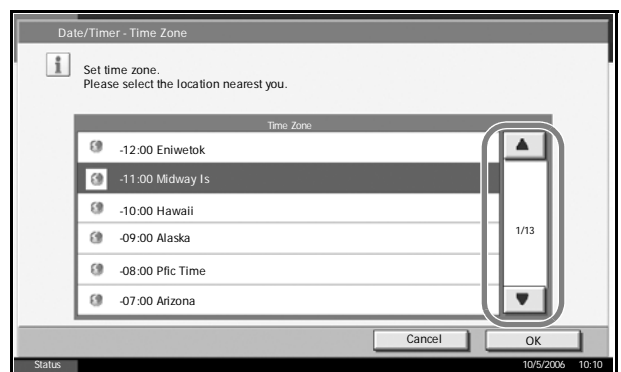 Date/Timer - Time Zone
i
Set time zone.
Please select the location nearest you.
Time Zone
-12:00 Eniwetok
-11:00 Midway Is
-10:00 Hawaii
-09:00 Alaska
1/13
-08:00 Pfic Time
-07:00 Arizona
Cancel
OK
Status
10/5/2006 10:10